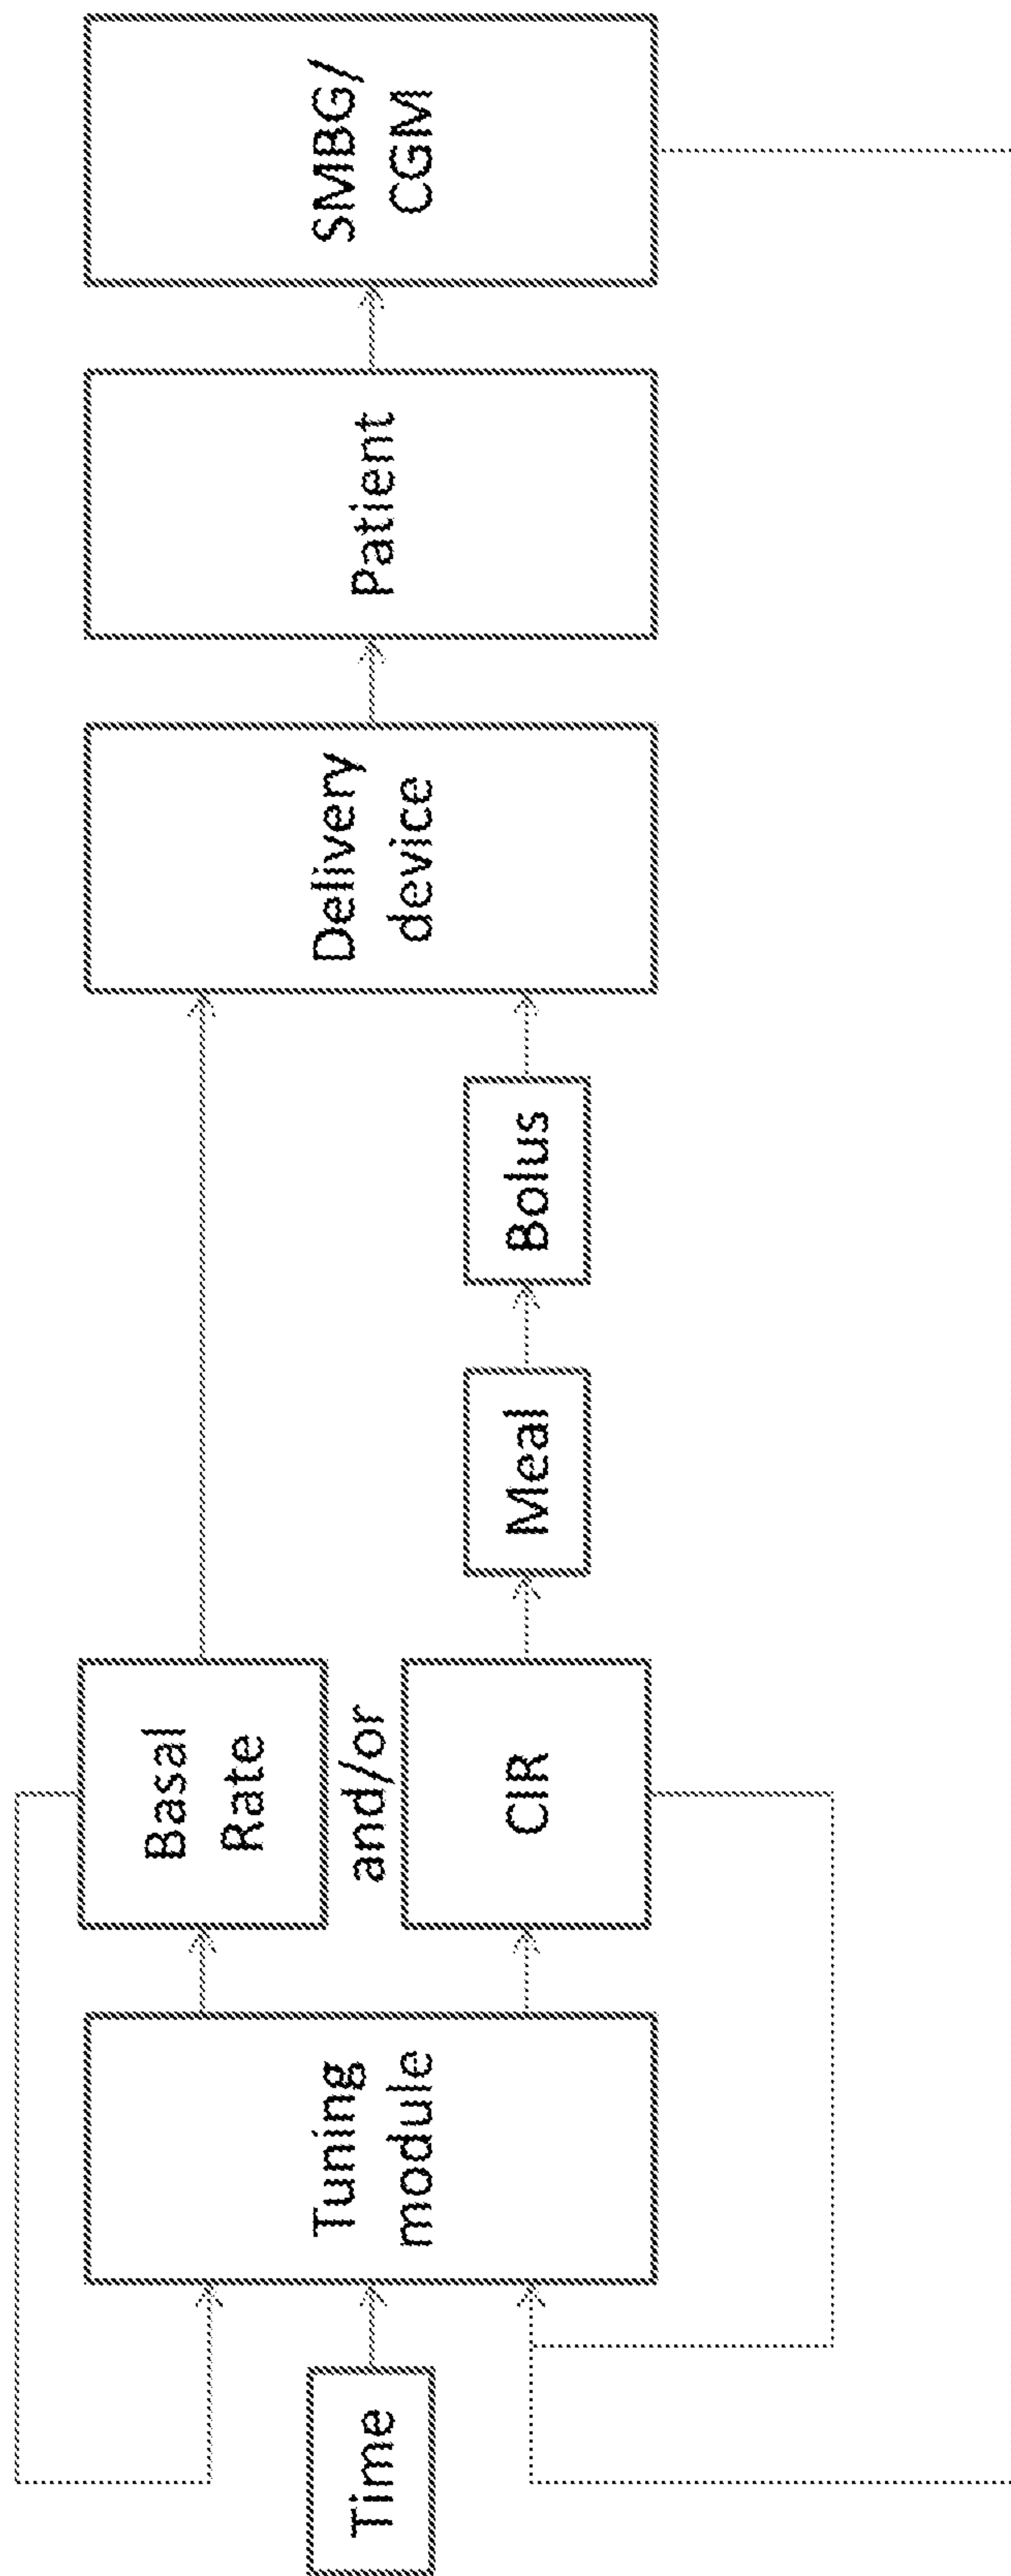 Time
Tuning
module
Basal
Rate
and/or
CIR
Meal
Bolus
Delivery
device
Patient
SMBG/
CGM